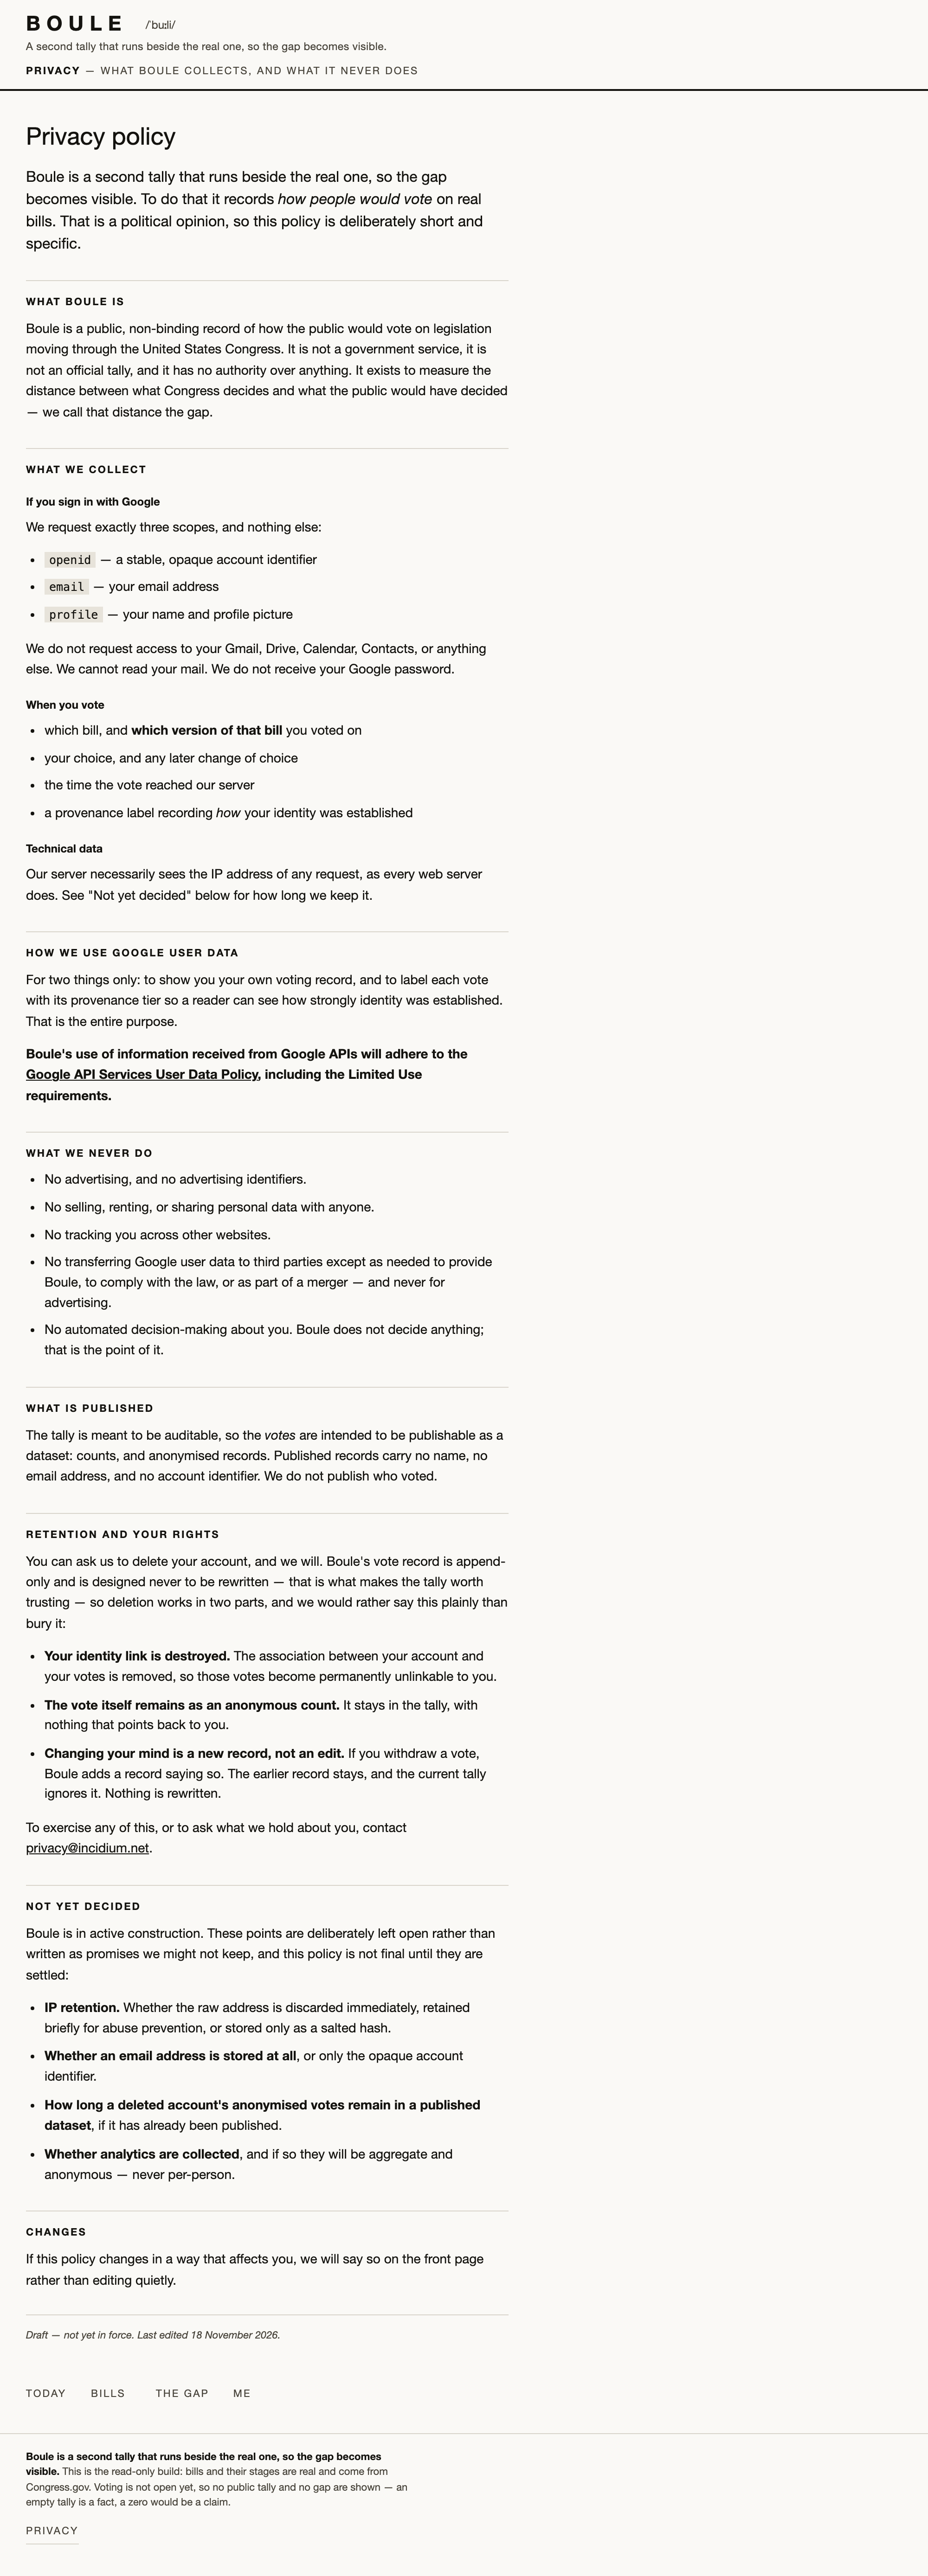 BOULE /ˈbuːli/
A second tally that runs beside the real one, so the gap becomes visible.
PRIVACY — WHAT BOULE COLLECTS, AND WHAT IT NEVER DOES
Privacy policy
Boule is a second tally that runs beside the real one, so the gap
becomes visible. To do that it records how people would vote on real
bills. That is a political opinion, so this policy is deliberately short and
specific.
WHAT BOULE IS
Boule is a public, non-binding record of how the public would vote on legislation
moving through the United States Congress. It is not a government service, it is
not an official tally, and it has no authority over anything. It exists to measure the
distance between what Congress decides and what the public would have decided
— we call that distance the gap.
WHAT WE COLLECT
If you sign in with Google
We request exactly three scopes, and nothing else:
• openid — a stable, opaque account identifier
• email — your email address
• profile — your name and profile picture
We do not request access to your Gmail, Drive, Calendar, Contacts, or anything
else. We cannot read your mail. We do not receive your Google password.
When you vote
• which bill, and which version of that bill you voted on
• your choice, and any later change of choice
• the time the vote reached our server
• a provenance label recording how your identity was established
Technical data
Our server necessarily sees the IP address of any request, as every web server
does. See "Not yet decided" below for how long we keep it.
HOW WE USE GOOGLE USER DATA
For two things only: to show you your own voting record, and to label each vote
with its provenance tier so a reader can see how strongly identity was established.
That is the entire purpose.
Boule's use of information received from Google APIs will adhere to the
Google API Services User Data Policy, including the Limited Use
requirements.
WHAT WE NEVER DO
• No advertising, and no advertising identifiers.
• No selling, renting, or sharing personal data with anyone.
• No tracking you across other websites.
• No transferring Google user data to third parties except as needed to provide
Boule, to comply with the law, or as part of a merger — and never for
advertising.
• No automated decision-making about you. Boule does not decide anything;
that is the point of it.
WHAT IS PUBLISHED
The tally is meant to be auditable, so the votes are intended to be publishable as a
dataset: counts, and anonymised records. Published records carry no name, no
email address, and no account identifier. We do not publish who voted.
RETENTION AND YOUR RIGHTS
You can ask us to delete your account, and we will. Boule's vote record is append-
only and is designed never to be rewritten — that is what makes the tally worth
trusting — so deletion works in two parts, and we would rather say this plainly than
bury it:
• Your identity link is destroyed. The association between your account and
your votes is removed, so those votes become permanently unlinkable to you.
• The vote itself remains as an anonymous count. It stays in the tally, with
nothing that points back to you.
• Changing your mind is a new record, not an edit. If you withdraw a vote,
Boule adds a record saying so. The earlier record stays, and the current tally
ignores it. Nothing is rewritten.
To exercise any of this, or to ask what we hold about you, contact
privacy@incidium.net.
NOT YET DECIDED
Boule is in active construction. These points are deliberately left open rather than
written as promises we might not keep, and this policy is not final until they are
settled:
• IP retention. Whether the raw address is discarded immediately, retained
briefly for abuse prevention, or stored only as a salted hash.
• Whether an email address is stored at all, or only the opaque account
identifier.
• How long a deleted account's anonymised votes remain in a published
dataset, if it has already been published.
• Whether analytics are collected, and if so they will be aggregate and
anonymous — never per-person.
CHANGES
If this policy changes in a way that affects you, we will say so on the front page
rather than editing quietly.
Draft — not yet in force. Last edited 18 November 2026.
TODAY BILLS THE GAP ME
Boule is a second tally that runs beside the real one, so the gap becomes
visible. This is the read-only build: bills and their stages are real and come from
Congress.gov. Voting is not open yet, so no public tally and no gap are shown — an
empty tally is a fact, a zero would be a claim.
PRIVACY